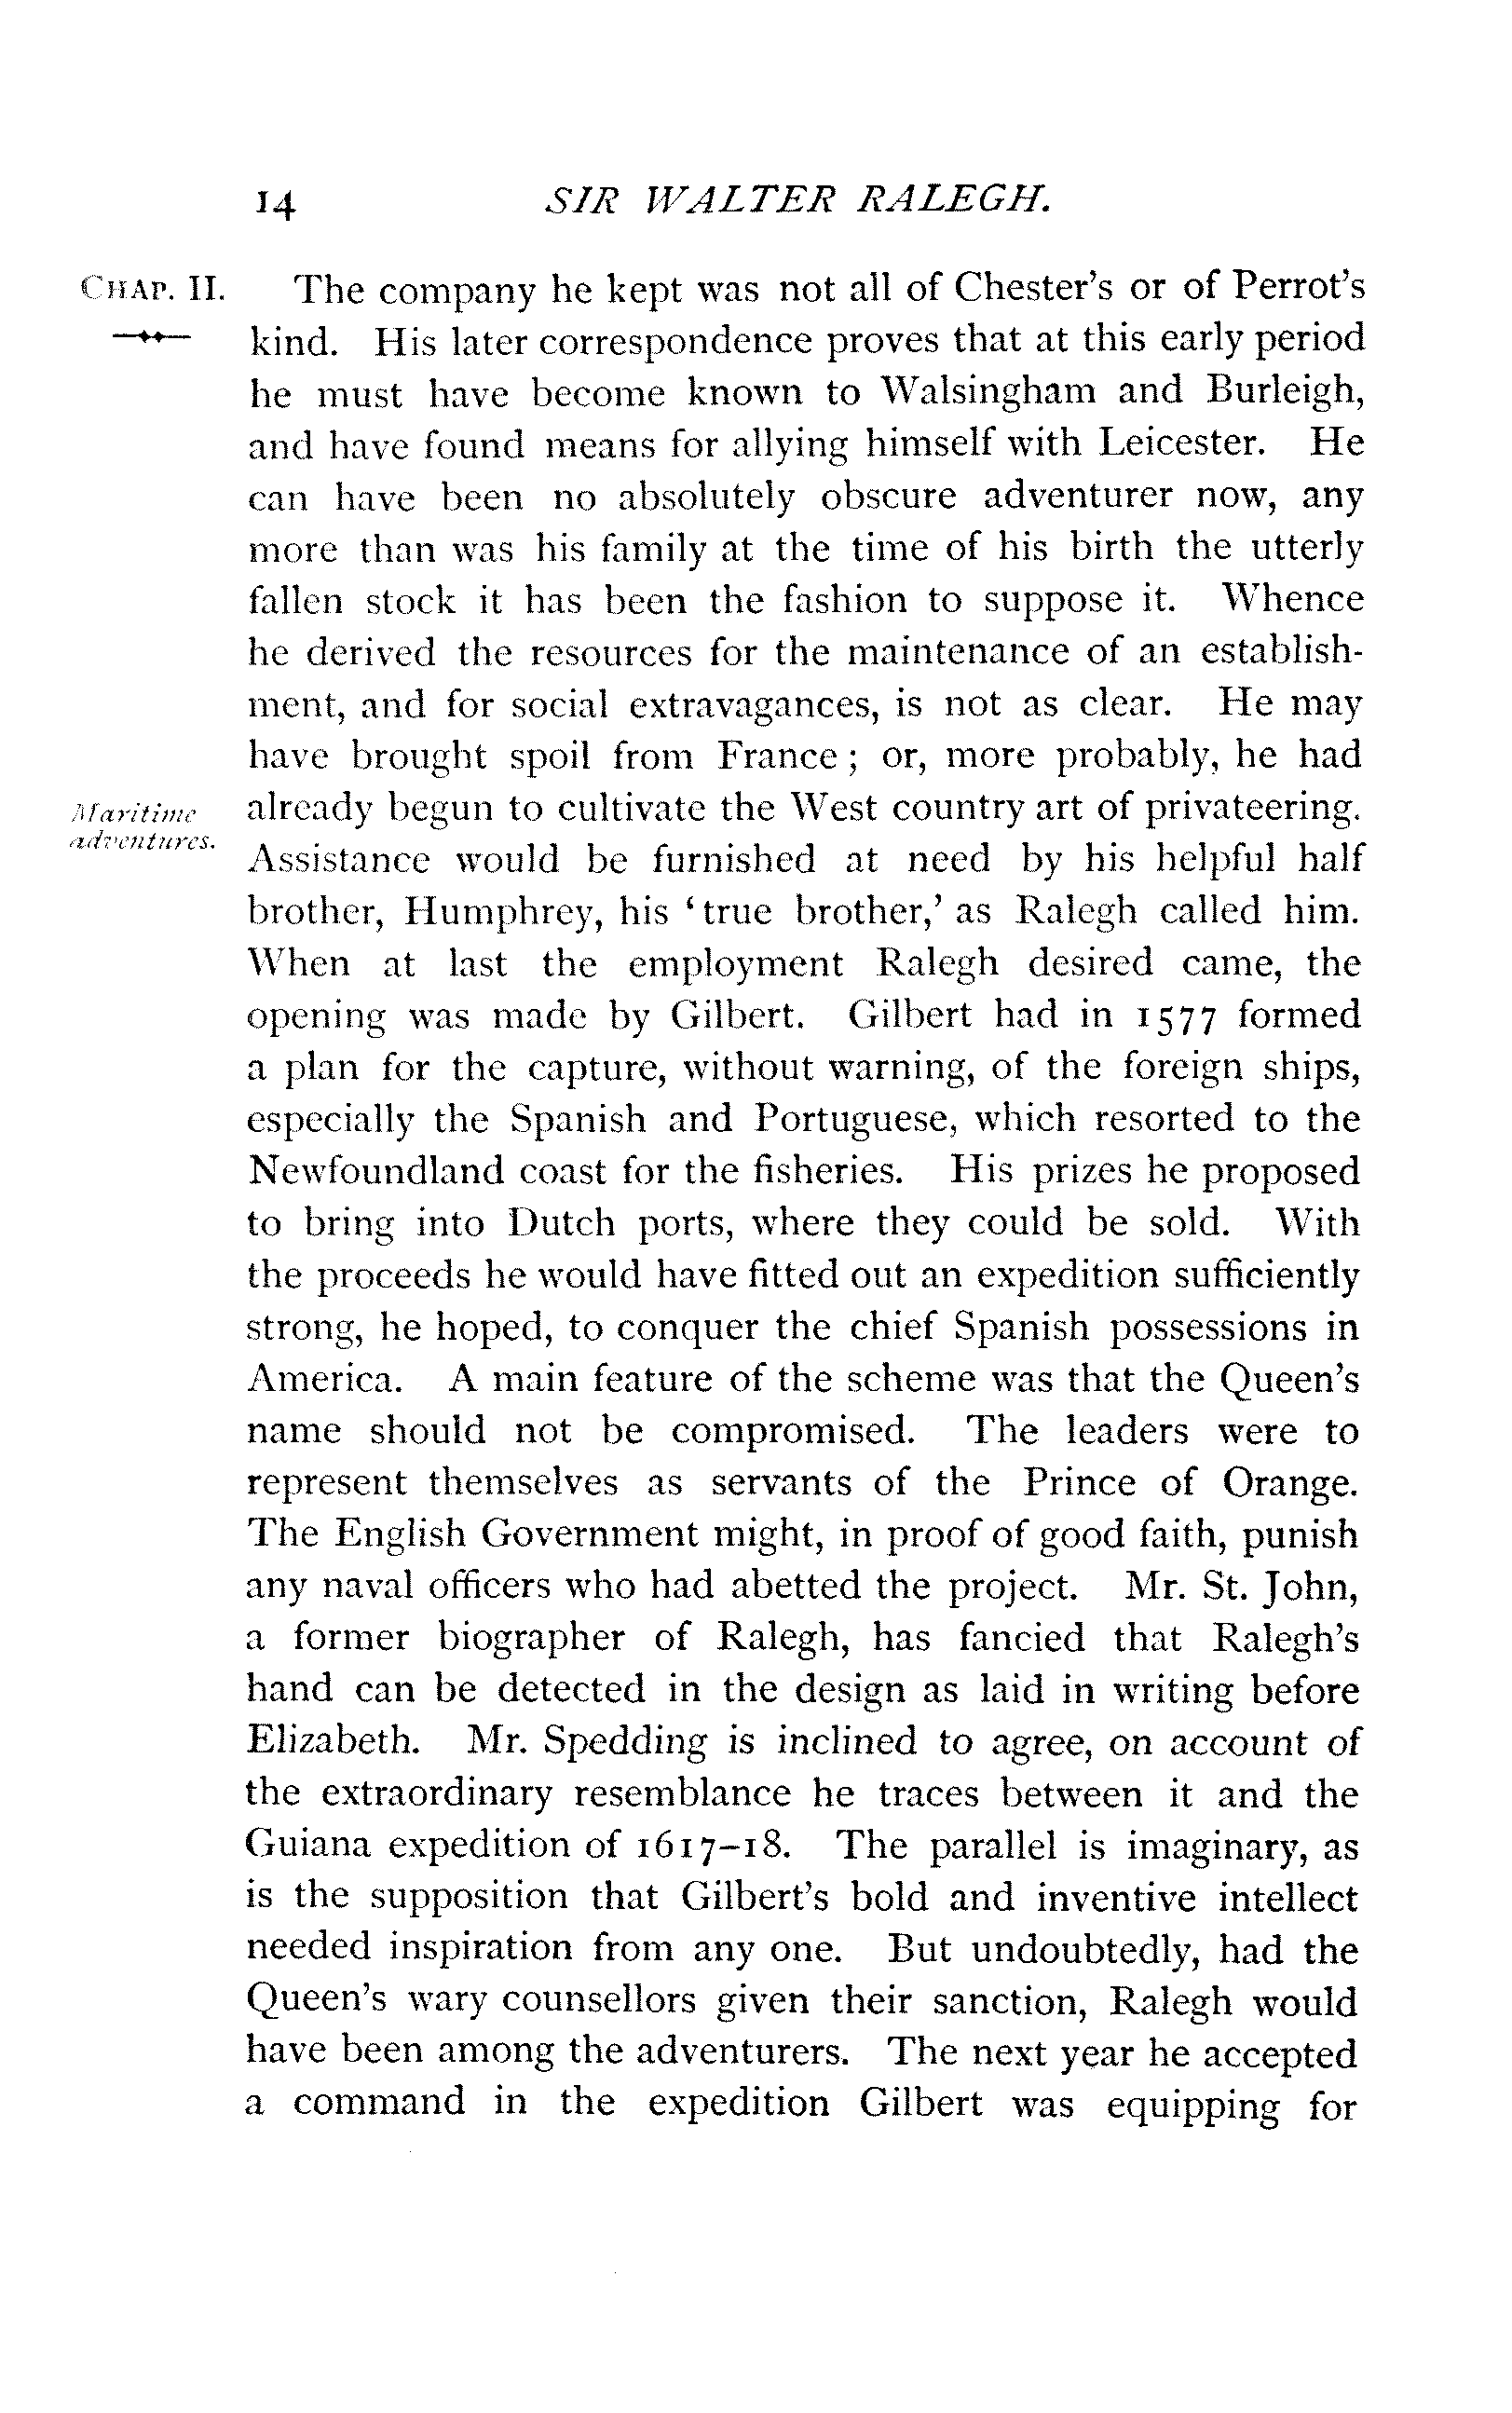 14 SIR WALTER RALEGH.
CHAP. II.
The company he kept was not all of Chester's or of Perrot's
kind. His later correspondence proves that at this early period
he must have become known to Walsingham and Burleigh,
and have found means for allying himself with Leicester. He
can have been no absolutely obscure adventurer now, any
more than was his family at the time of his birth the utterly
fallen stock it has been the fashion to suppose it. Whence
he derived the resources for the maintenance of an establish-
ment, and for social extravagances, is not as clear. He may
have brought spoil from France ; or, more probably, he had
Maritime
adventures.
already begun to cultivate the West country art of privateering.
Assistance would be furnished at need by his helpful half
brother, Humphrey, his ‘true brother,’ as Ralegh called him.
When at last the employment Ralegh desired came, the
opening was made by Gilbert. Gilbert had in 1577 formed
a plan for the capture, without warning, of the foreign ships,
especially the Spanish and Portuguese, which resorted to the
Newfoundland coast for the fisheries. His prizes he proposed
to bring into Dutch ports, where they could be sold. With
the proceeds he would have fitted out an expedition sufficiently
strong, he hoped, to conquer the chief Spanish possessions in
America. A main feature of the scheme was that the Queen's
name should not be compromised. The leaders were to
represent themselves as servants of the Prince of Orange.
The English Government might, in proof of good faith, punish
any naval officers who had abetted the project. Mr. St. John,
a former biographer of Ralegh, has fancied that Ralegh's
hand can be detected in the design as laid in writing before
Elizabeth. Mr. Spedding is inclined to agree, on account of
the extraordinary resemblance he traces between it and the
Guiana expedition of 1617–18. The parallel is imaginary, as
is the supposition that Gilbert's bold and inventive intellect
needed inspiration from any one. But undoubtedly, had the
Queen's wary counsellors given their sanction, Ralegh would
have been among the adventurers. The next year he accepted
a command in the expedition Gilbert was equipping for